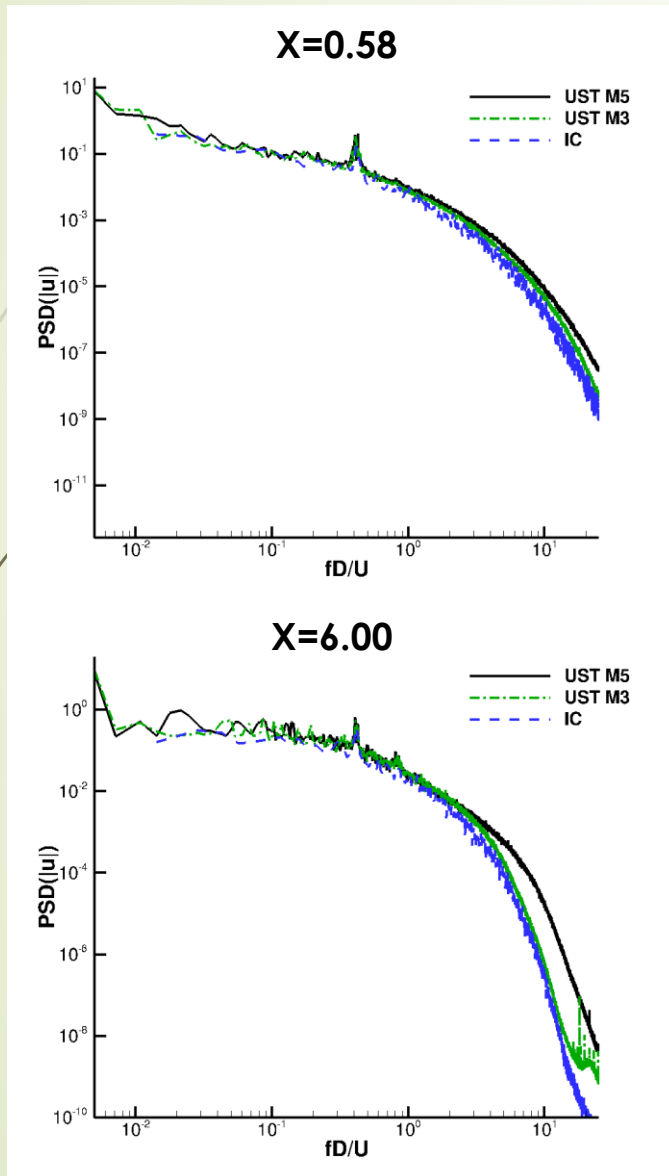 X=0.58
10¹
10⁻¹
10⁻³
10⁻⁵
10⁻⁷
10⁻⁹
10⁻¹¹
PSD(|u|)
UST M5
UST M3
IC
10⁻² 10⁻¹ 10⁰ 10¹
fD/U
X=6.00
10⁰
10⁻²
10⁻⁴
10⁻⁶
10⁻⁸
10⁻¹⁰
PSD(|u|)
UST M5
UST M3
IC
10⁻² 10⁻¹ 10⁰ 10¹
fD/U